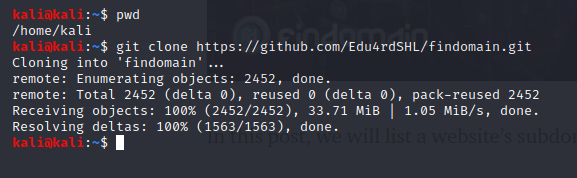 kali@kali:~$ pwd
/home/kali
kali@kali:~$ git clone https://github.com/Edu4rdSHL/findomain.git
Cloning into 'findomain'...
remote: Enumerating objects: 2452, done.
remote: Total 2452 (delta 0), reused 0 (delta 0), pack-reused 2452
Receiving objects: 100% (2452/2452), 33.71 MiB | 1.05 MiB/s, done.
Resolving deltas: 100% (1563/1563), done.
In this post, we will list a website's subdo
kali@kali:~$